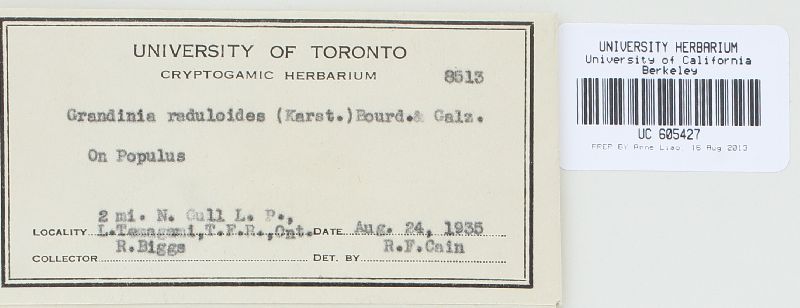 UNIVERSITY OF TORONTO
CRYPTOGAMIC HERBARIUM 8513
Grandinia raduloides (Karst.) Bourd.& Galz.
On Populus
2 mi. N. Gull L. P.,
LOCALITY L.Temagami,T.F.R.,Ont. DATE Aug. 24, 1935
R.Biggs R.F.Cain
COLLECTOR DET. BY
UNIVERSITY HERBARIUM
University of California
Berkeley
UC 605427
PREP BY Anne Liao, 16 Aug 2013